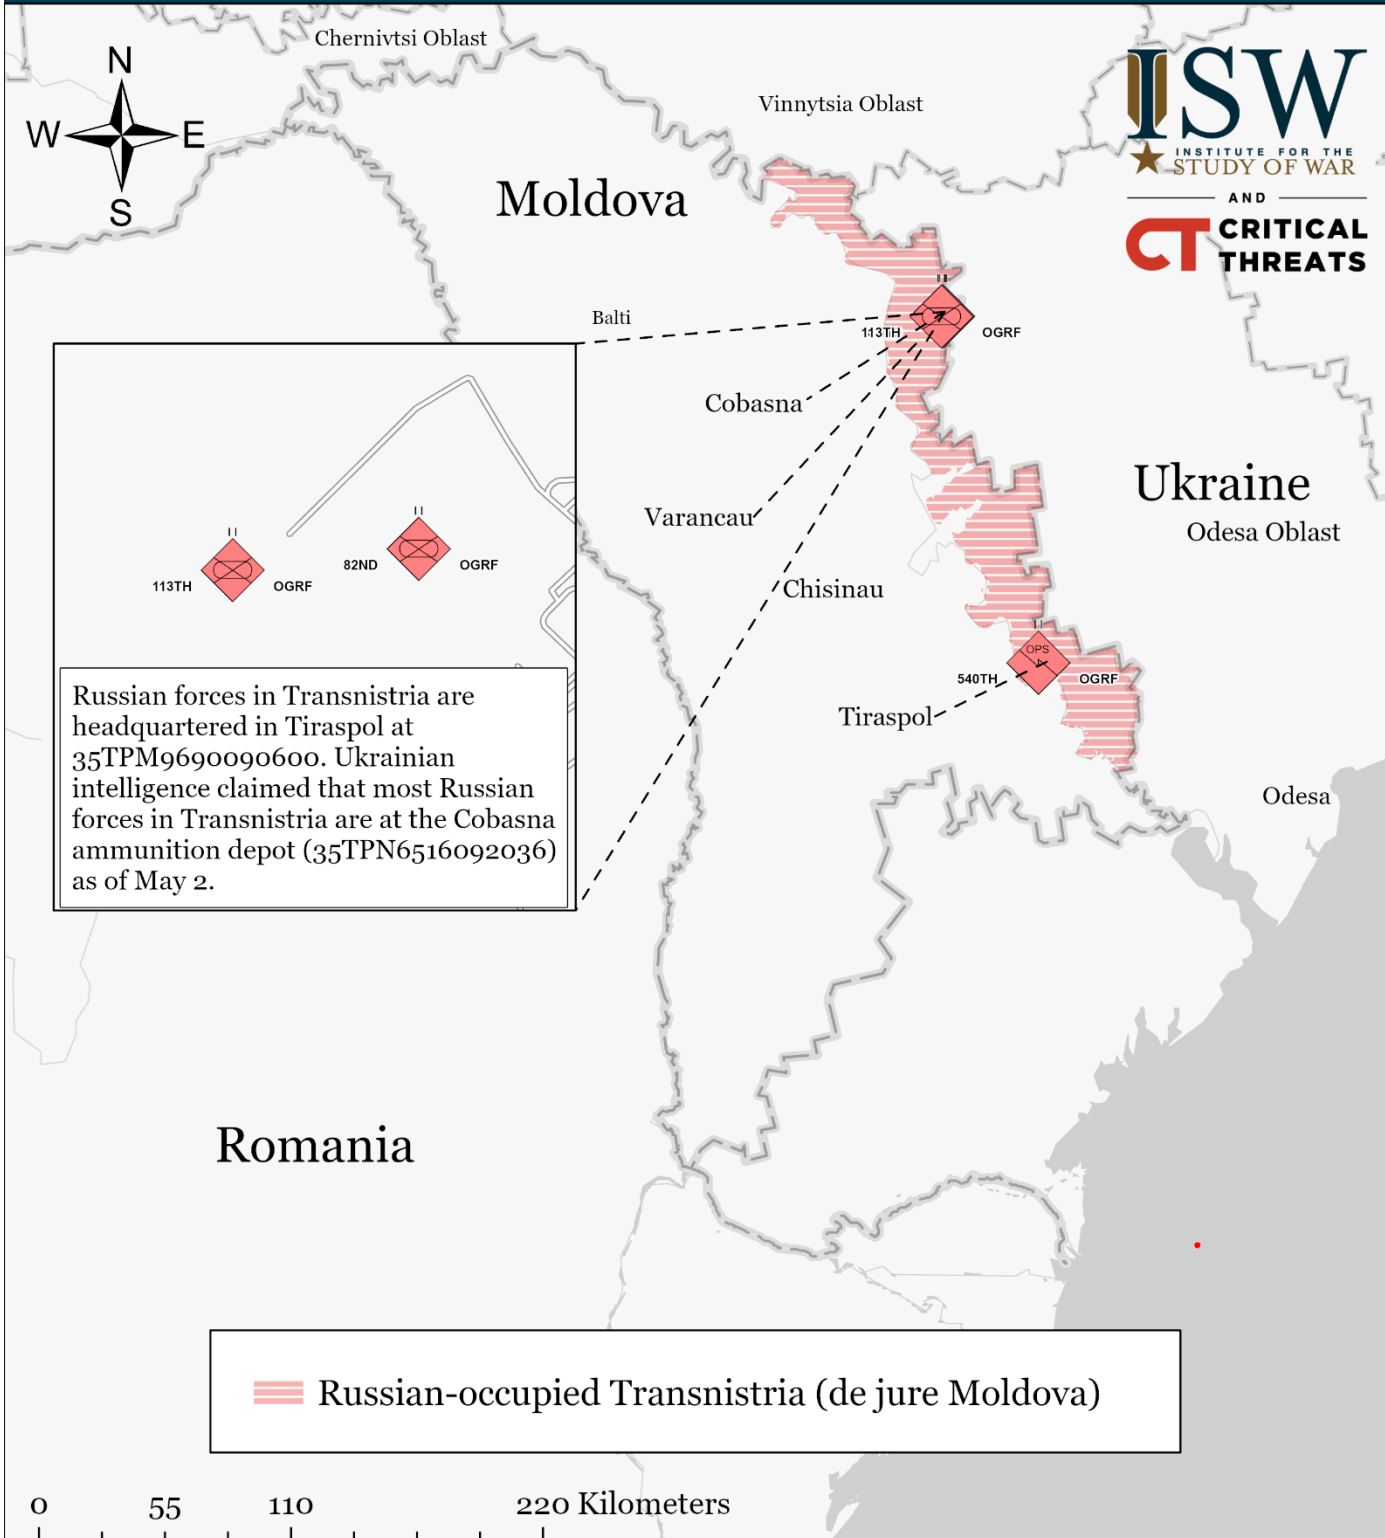 Chernivtsi Oblast
N
W
E
S
Vinnytsia Oblast
ISW
INSTITUTE FOR THE
STUDY OF WAR
AND
CT CRITICAL
THREATS
Moldova
Balti
113TH
OGRF
Cobasna
Varancau
Ukraine
Odesa Oblast
Chisinau
113TH
OGRF
82ND
OGRF
OPS
540TH
OGRF
Tiraspol
Russian forces in Transnistria are
headquartered in Tiraspol at
35TPM9690090600. Ukrainian
intelligence claimed that most Russian
forces in Transnistria are at the Cobasna
ammunition depot (35TPN6516092036)
as of May 2.
Odesa
Romania
Russian-occupied Transnistria (de jure Moldova)
0 55 110 220 Kilometers